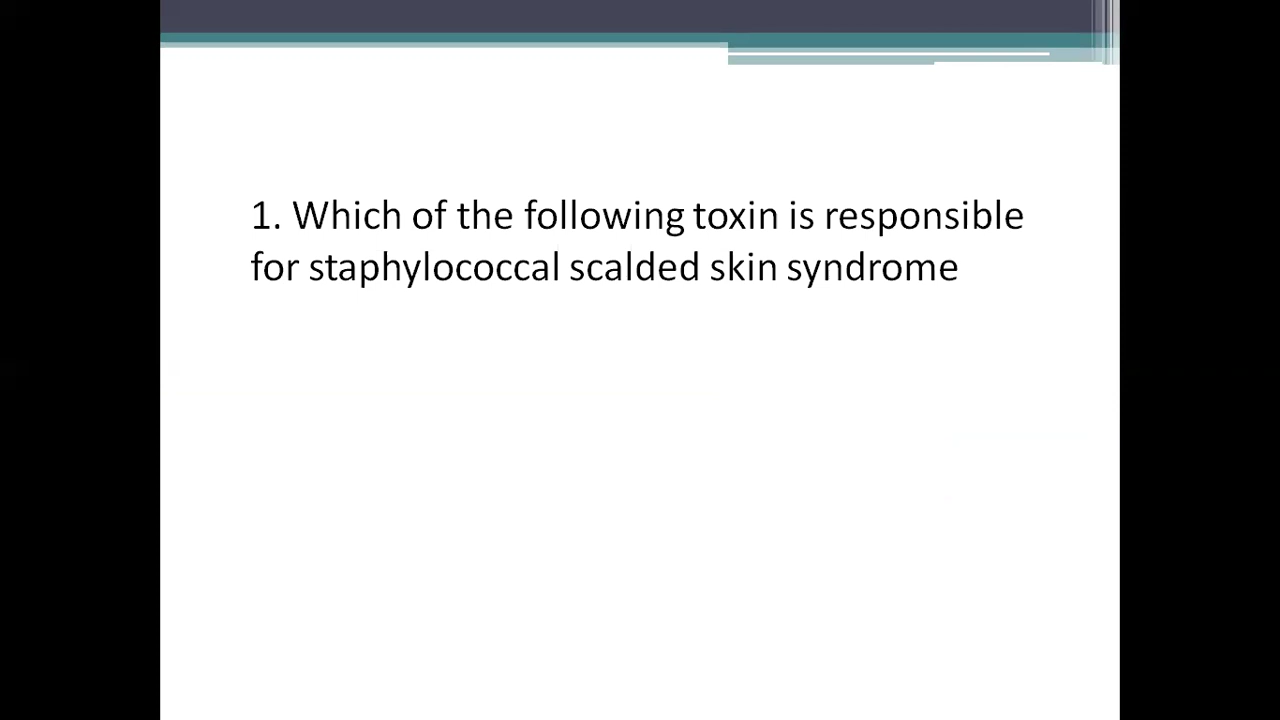 1. Which of the following toxin is responsible
for staphylococcal scalded skin syndrome